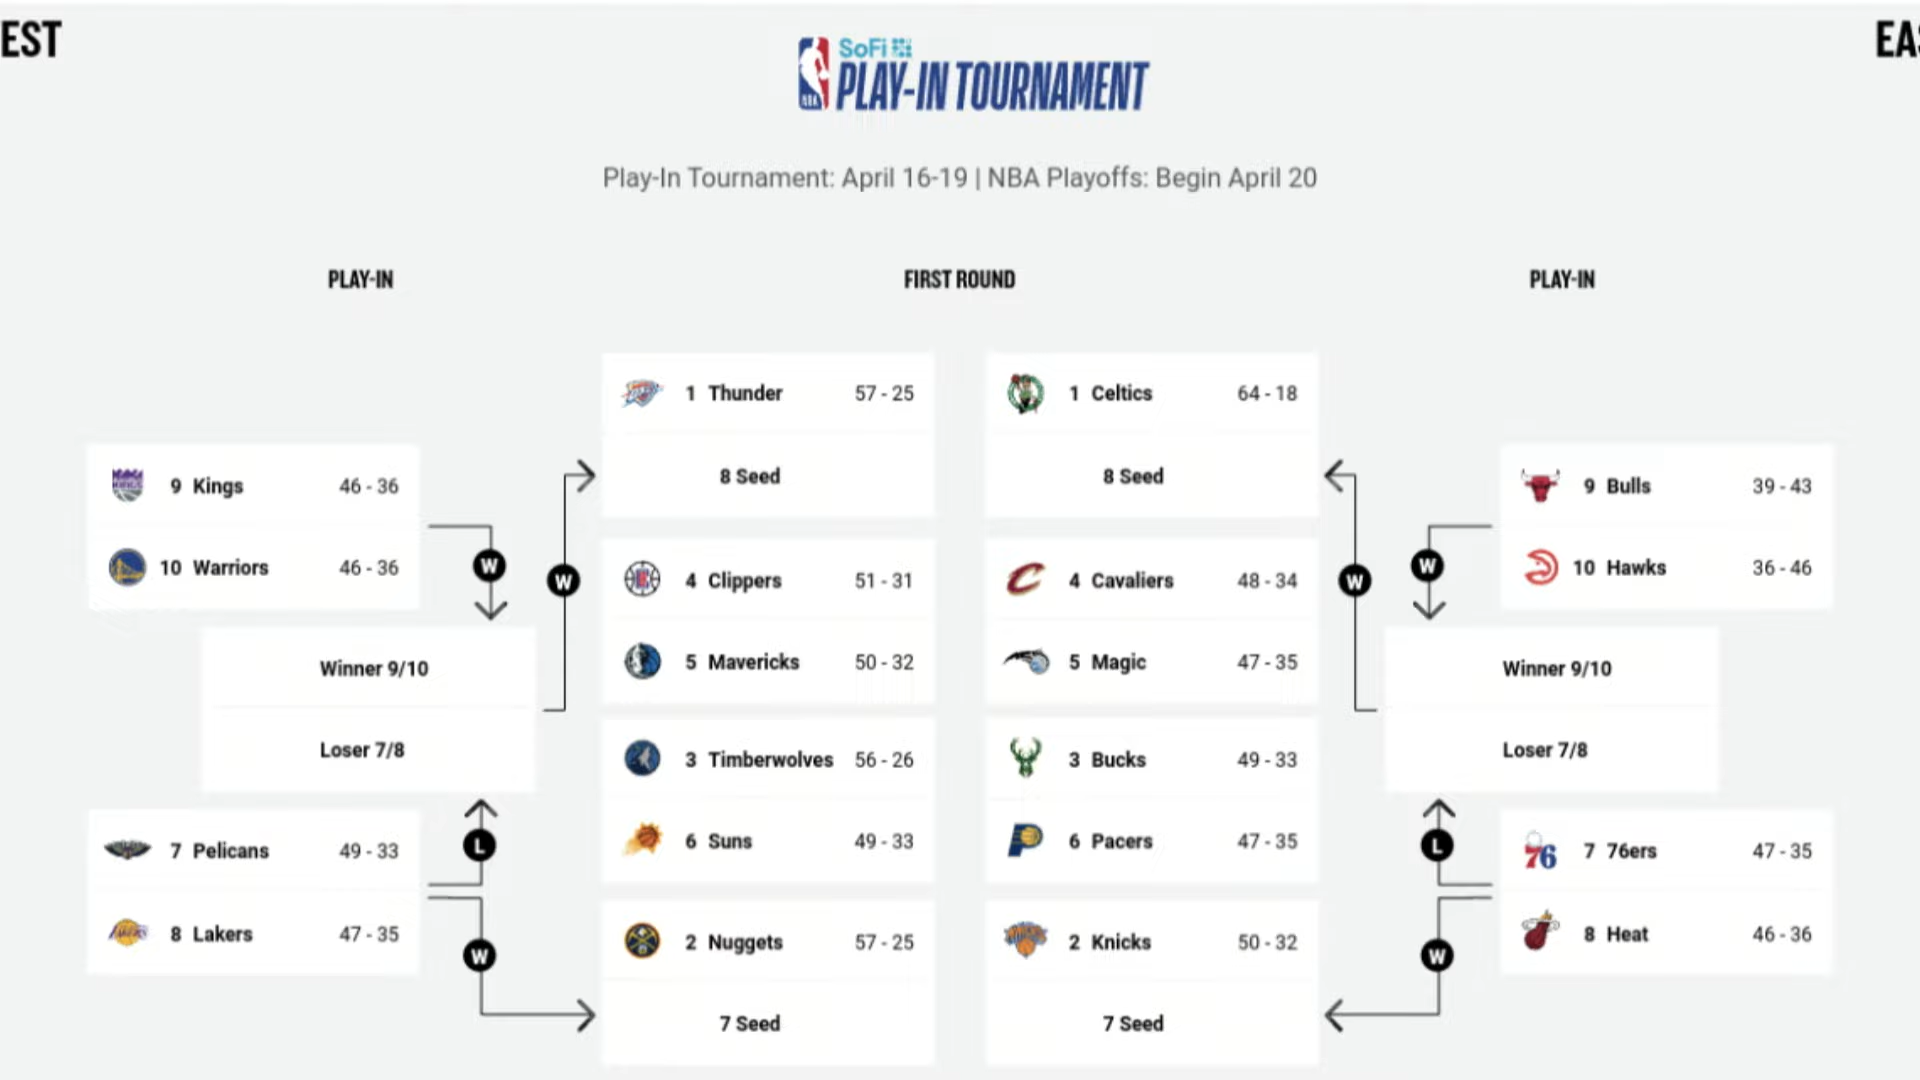 EST
EAS
SoFi
NBA
PLAY-IN TOURNAMENT
Play-In Tournament: April 16-19 | NBA Playoffs: Begin April 20
PLAY-IN
FIRST ROUND
PLAY-IN
9 Kings 46 - 36
10 Warriors 46 - 36
W
Winner 9/10
Loser 7/8
W
7 Pelicans 49 - 33
8 Lakers 47 - 35
L
W
1 Thunder 57 - 25
8 Seed
4 Clippers 51 - 31
5 Mavericks 50 - 32
3 Timberwolves 56 - 26
6 Suns 49 - 33
2 Nuggets 57 - 25
7 Seed
1 Celtics 64 - 18
8 Seed
4 Cavaliers 48 - 34
5 Magic 47 - 35
3 Bucks 49 - 33
6 Pacers 47 - 35
2 Knicks 50 - 32
7 Seed
9 Bulls 39 - 43
10 Hawks 36 - 46
W
W
Winner 9/10
Loser 7/8
L
76
7 76ers 47 - 35
8 Heat 46 - 36
W